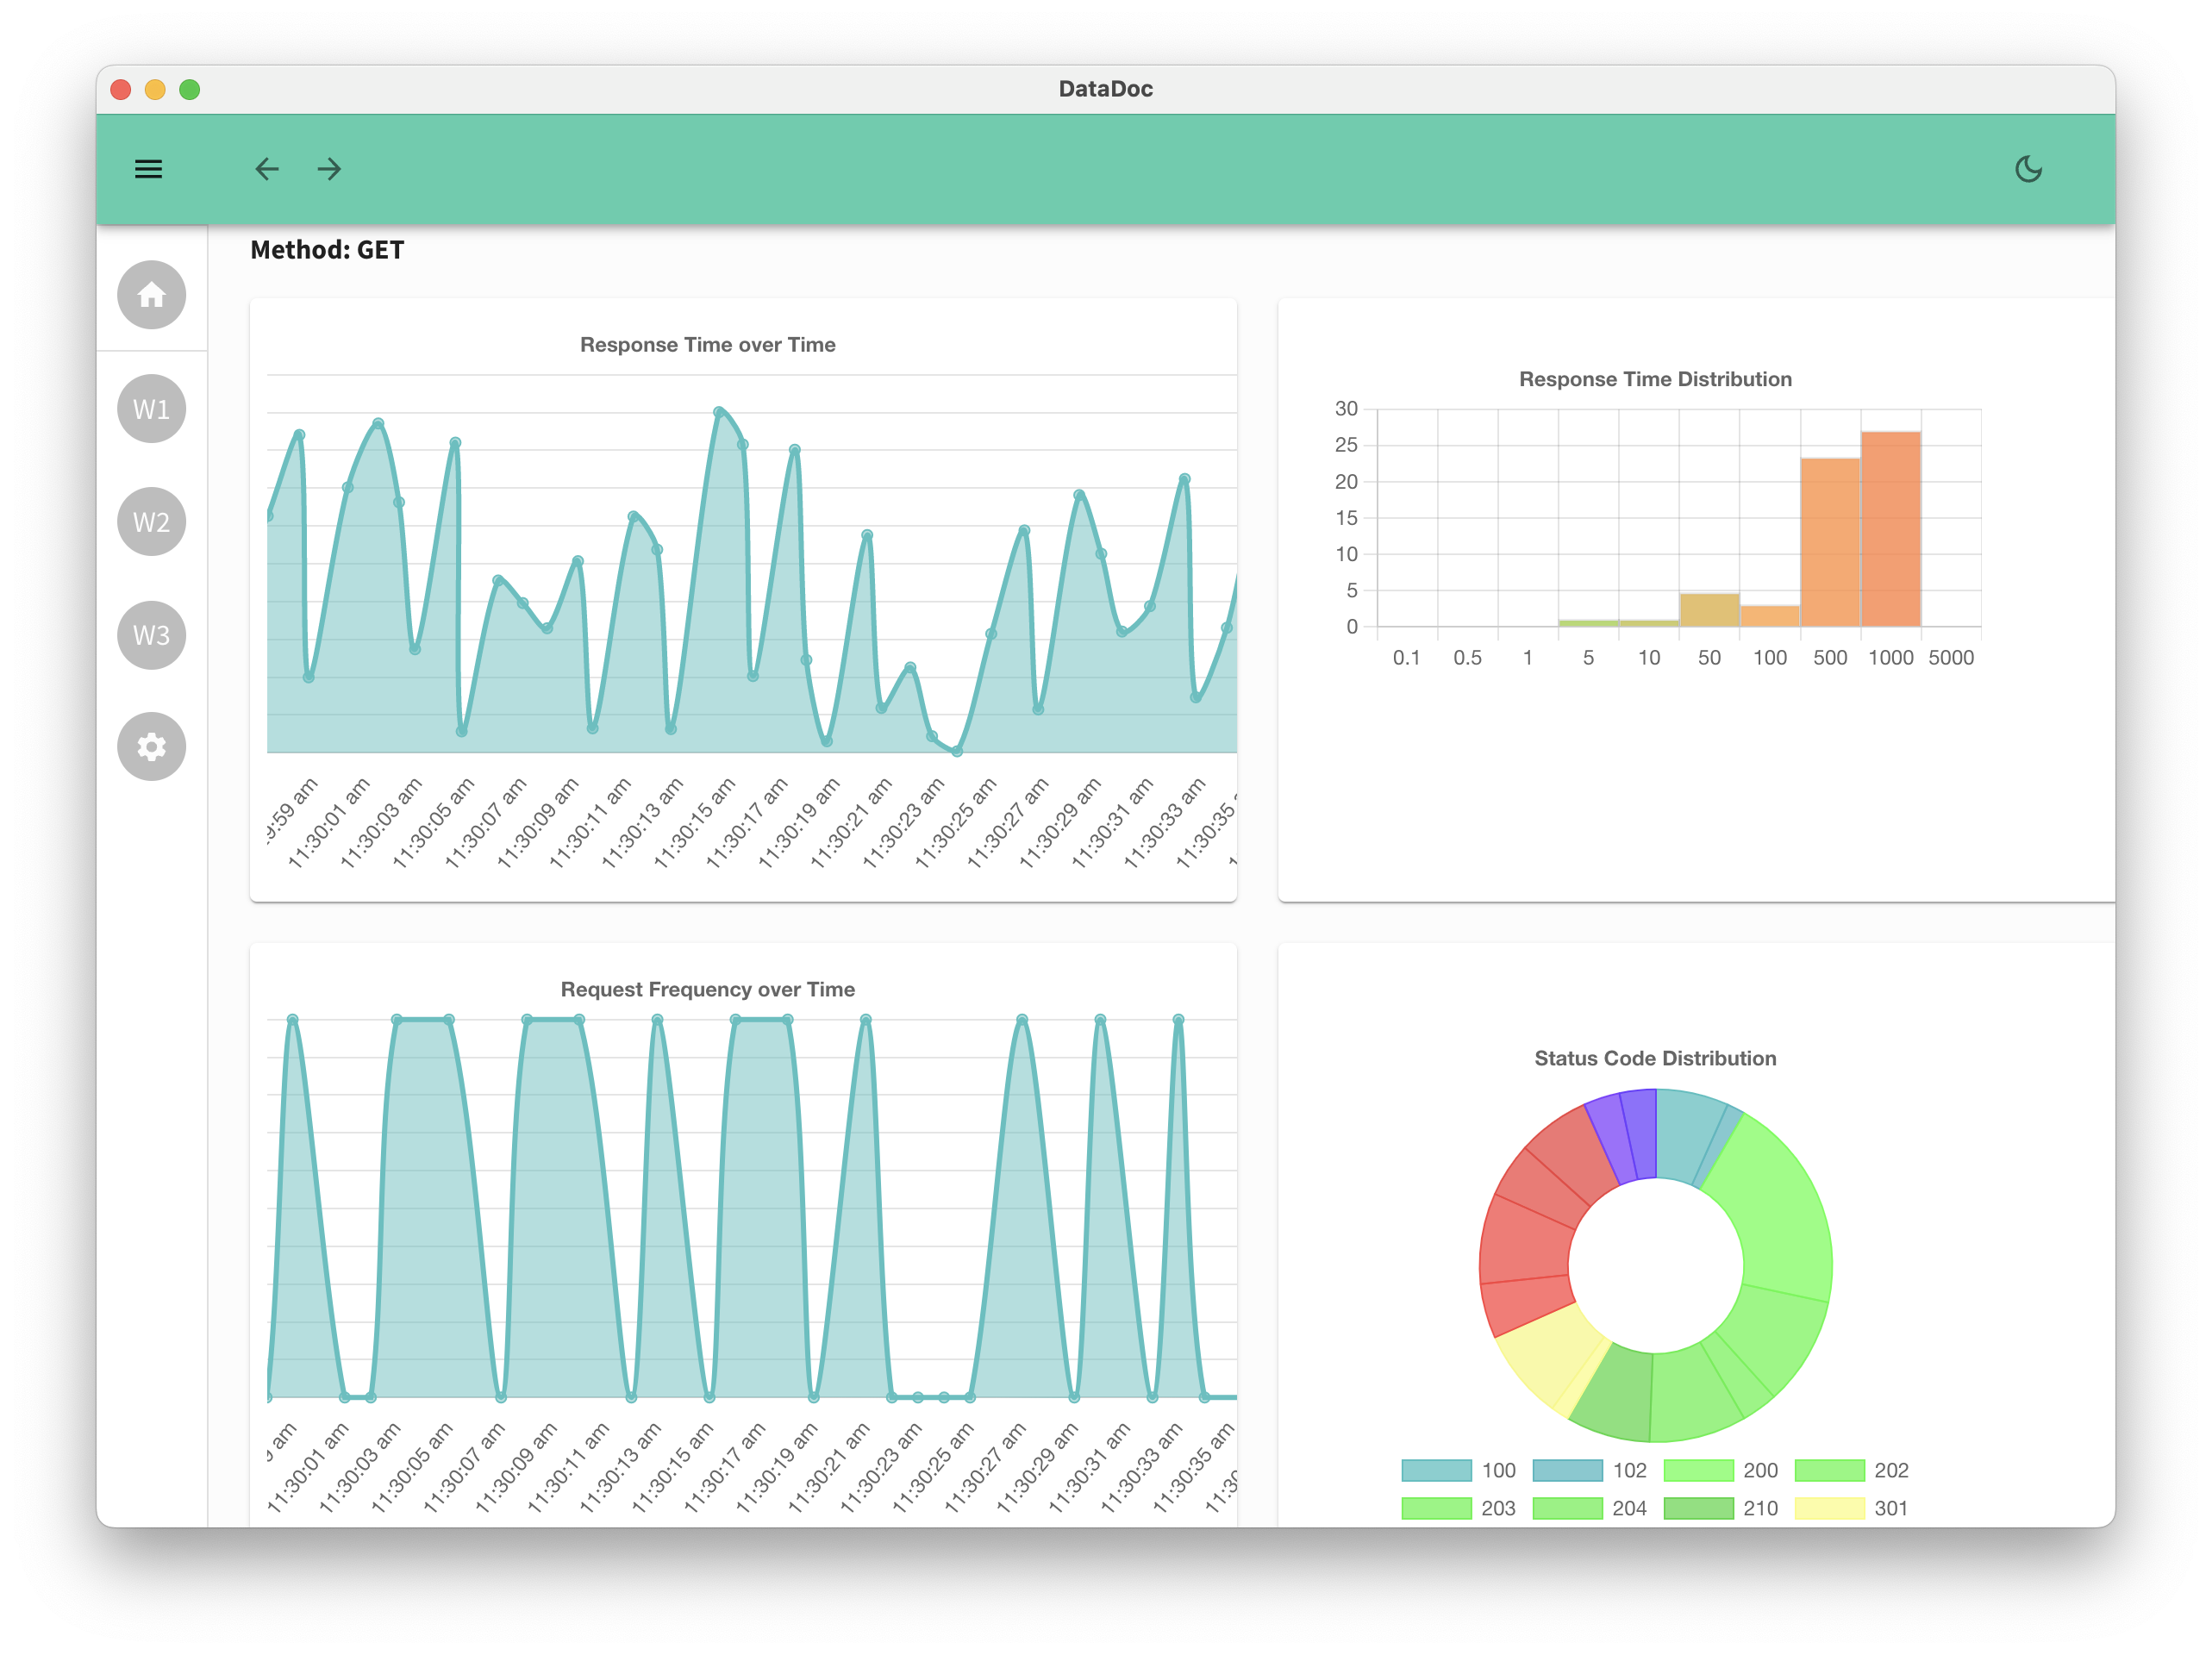 DataDoc
Method: GET
W1
W2
W3
Response Time over Time
:59 am
11:30:01 am
11:30:03 am
11:30:05 am
11:30:07 am
11:30:09 am
11:30:11 am
11:30:13 am
11:30:15 am
11:30:17 am
11:30:19 am
11:30:21 am
11:30:23 am
11:30:25 am
11:30:27 am
11:30:29 am
11:30:31 am
11:30:33 am
11:30:35
Response Time Distribution
30
25
20
15
10
5
0
0.1 0.5 1 5 10 50 100 500 1000 5000
Request Frequency over Time
am
11:30:01 am
11:30:03 am
11:30:05 am
11:30:07 am
11:30:09 am
11:30:11 am
11:30:13 am
11:30:15 am
11:30:17 am
11:30:19 am
11:30:21 am
11:30:23 am
11:30:25 am
11:30:27 am
11:30:29 am
11:30:31 am
11:30:33 am
11:30:35 am
11:30
Status Code Distribution
100 102 200 202
203 204 210 301